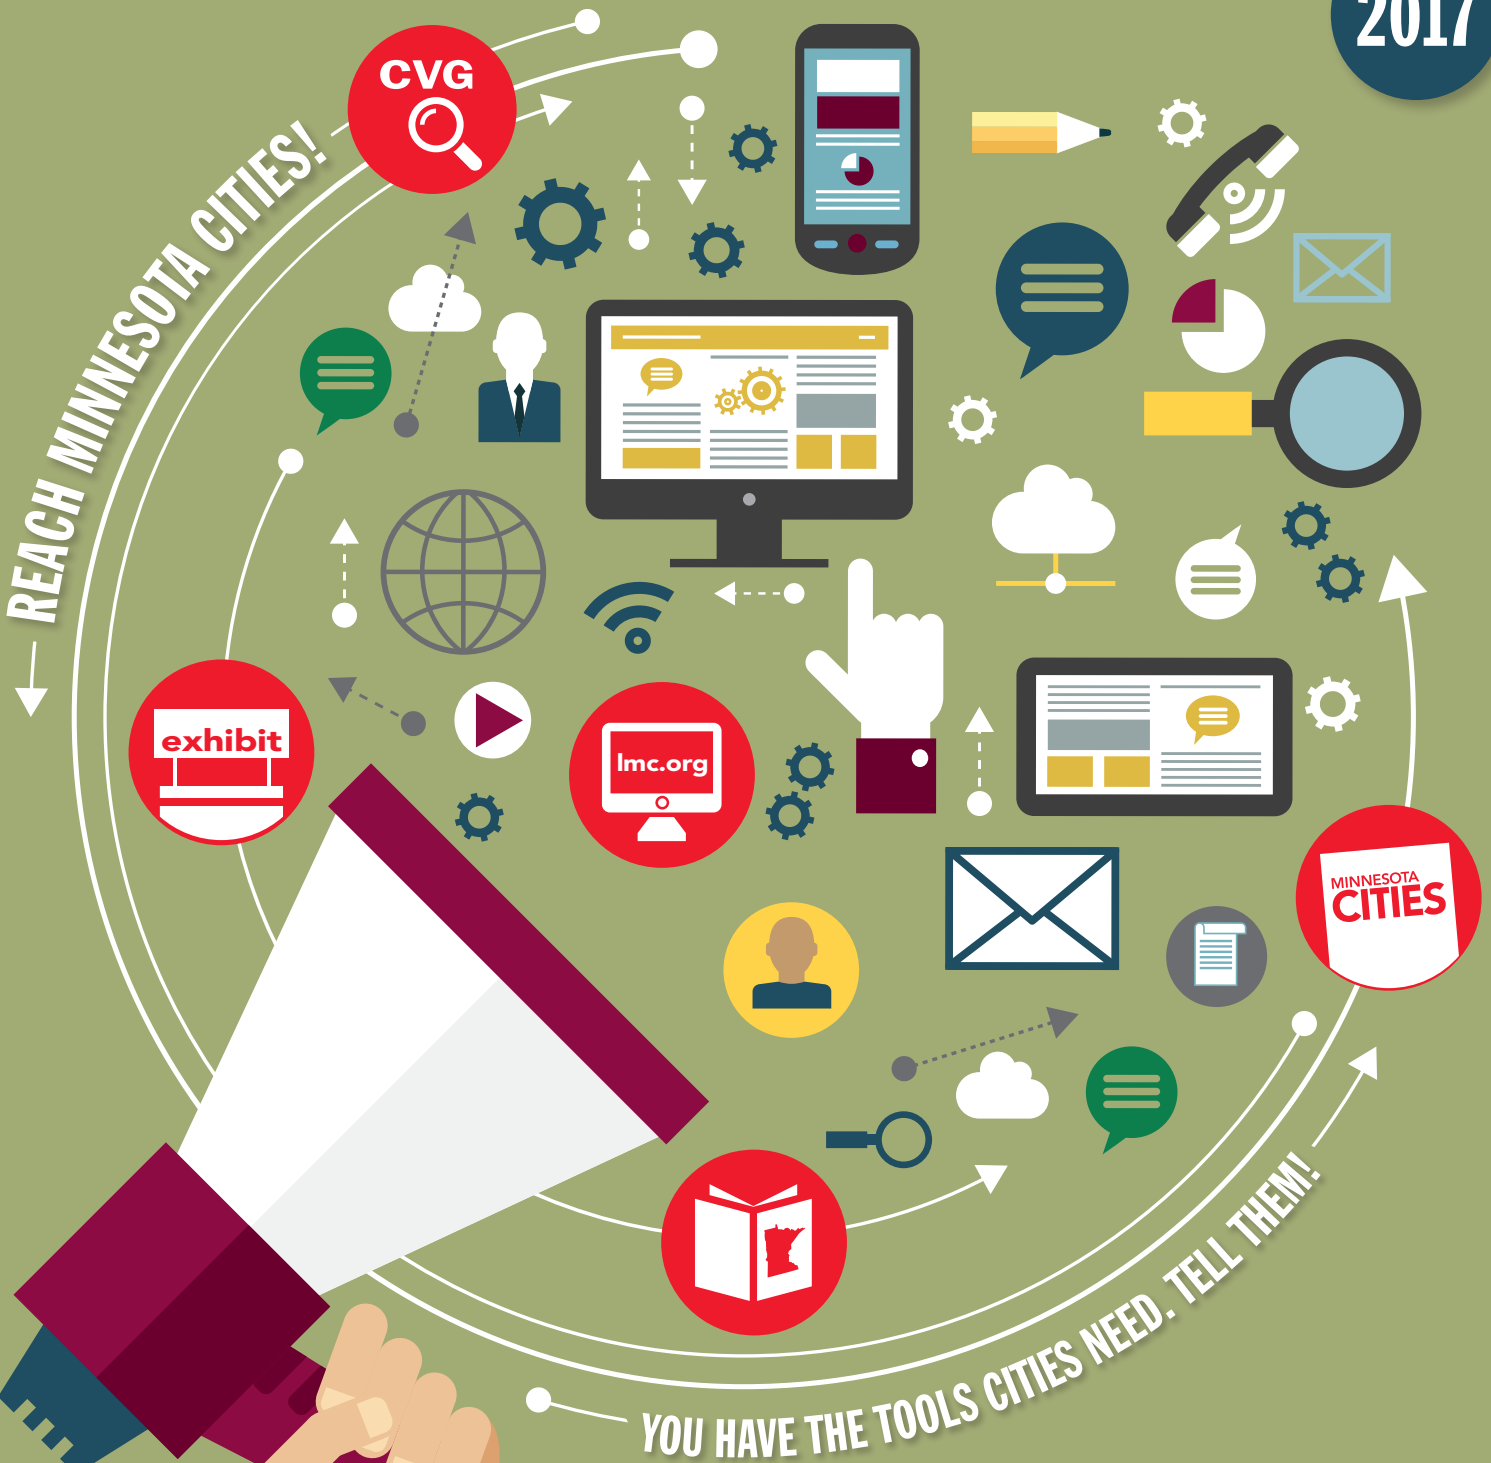 2017
CVG
REACH MINNESOTA CITIES!
exhibit
lmc.org
MINNESOTA
CITIES
YOU HAVE THE TOOLS CITIES NEED. TELL THEM!